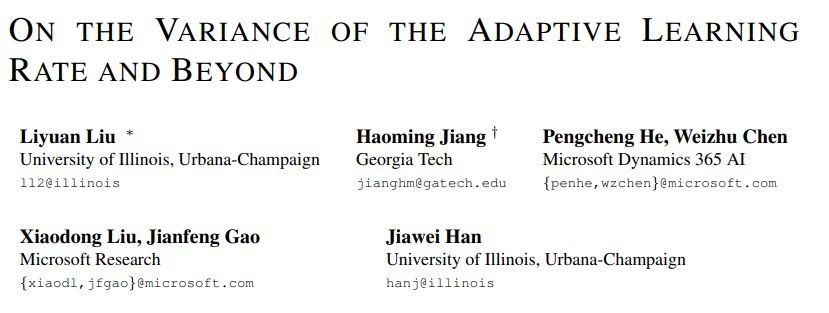 ON THE VARIANCE OF THE ADAPTIVE LEARNING
RATE AND BEYOND
Liyuan Liu *
University of Illinois, Urbana-Champaign
ll2@illinois
Haoming Jiang †
Georgia Tech
jianghm@gatech.edu
Pengcheng He, Weizhu Chen
Microsoft Dynamics 365 AI
{penhe,wzchen}@microsoft.com
Xiaodong Liu, Jianfeng Gao
Microsoft Research
{xiaodl,jfgao}@microsoft.com
Jiawei Han
University of Illinois, Urbana-Champaign
hanj@illinois